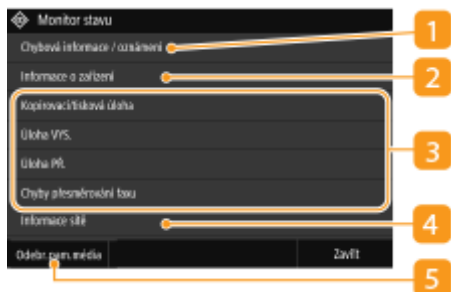 Monitor stavu
Chybová informace / oznámení
1
Informace o zařízení
2
Kopírovací/tisková úloha
Úloha VYS.
Úloha PŘ.
3
Chyby přesměrování faxu
Informace sítě
4
Odebr.pam.média
Zavřít
5